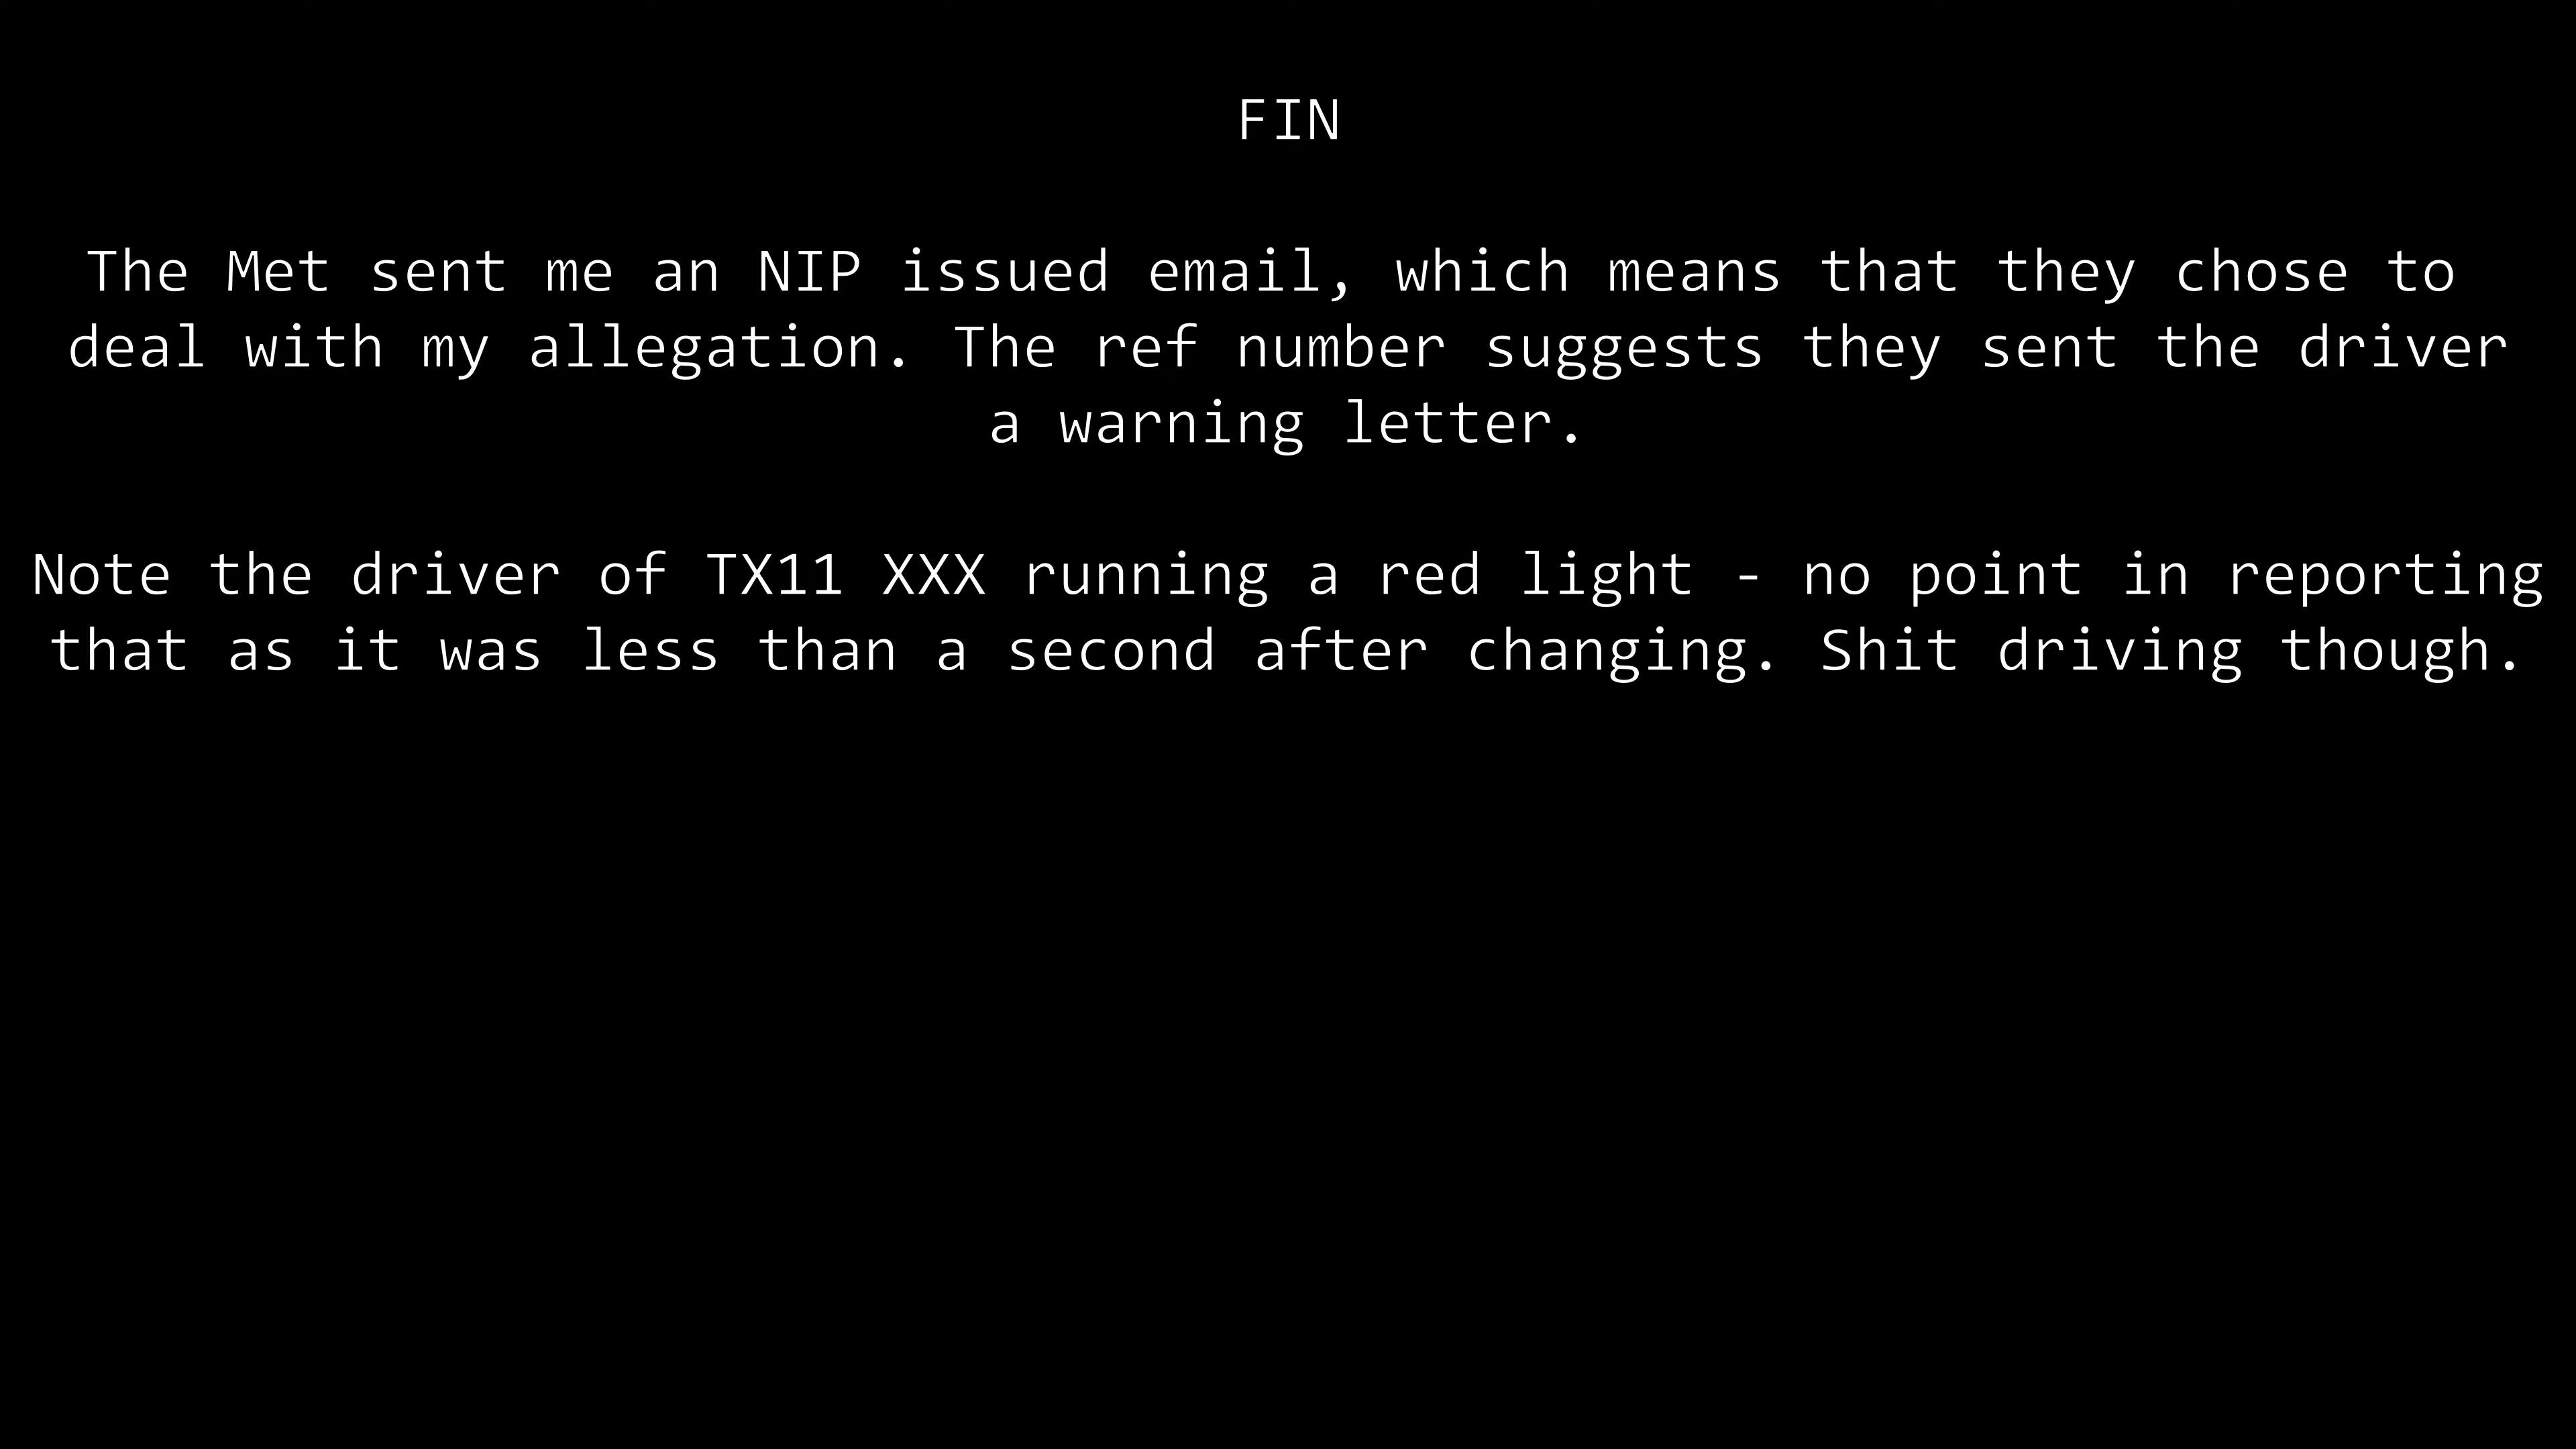 FIN
The Met sent me an NIP issued email, which means that they chose to
deal with my allegation. The ref number suggests they sent the driver
a warning letter.
Note the driver of TX11 XXX running a red light - no point in reporting
that as it was less than a second after changing. Shit driving though.